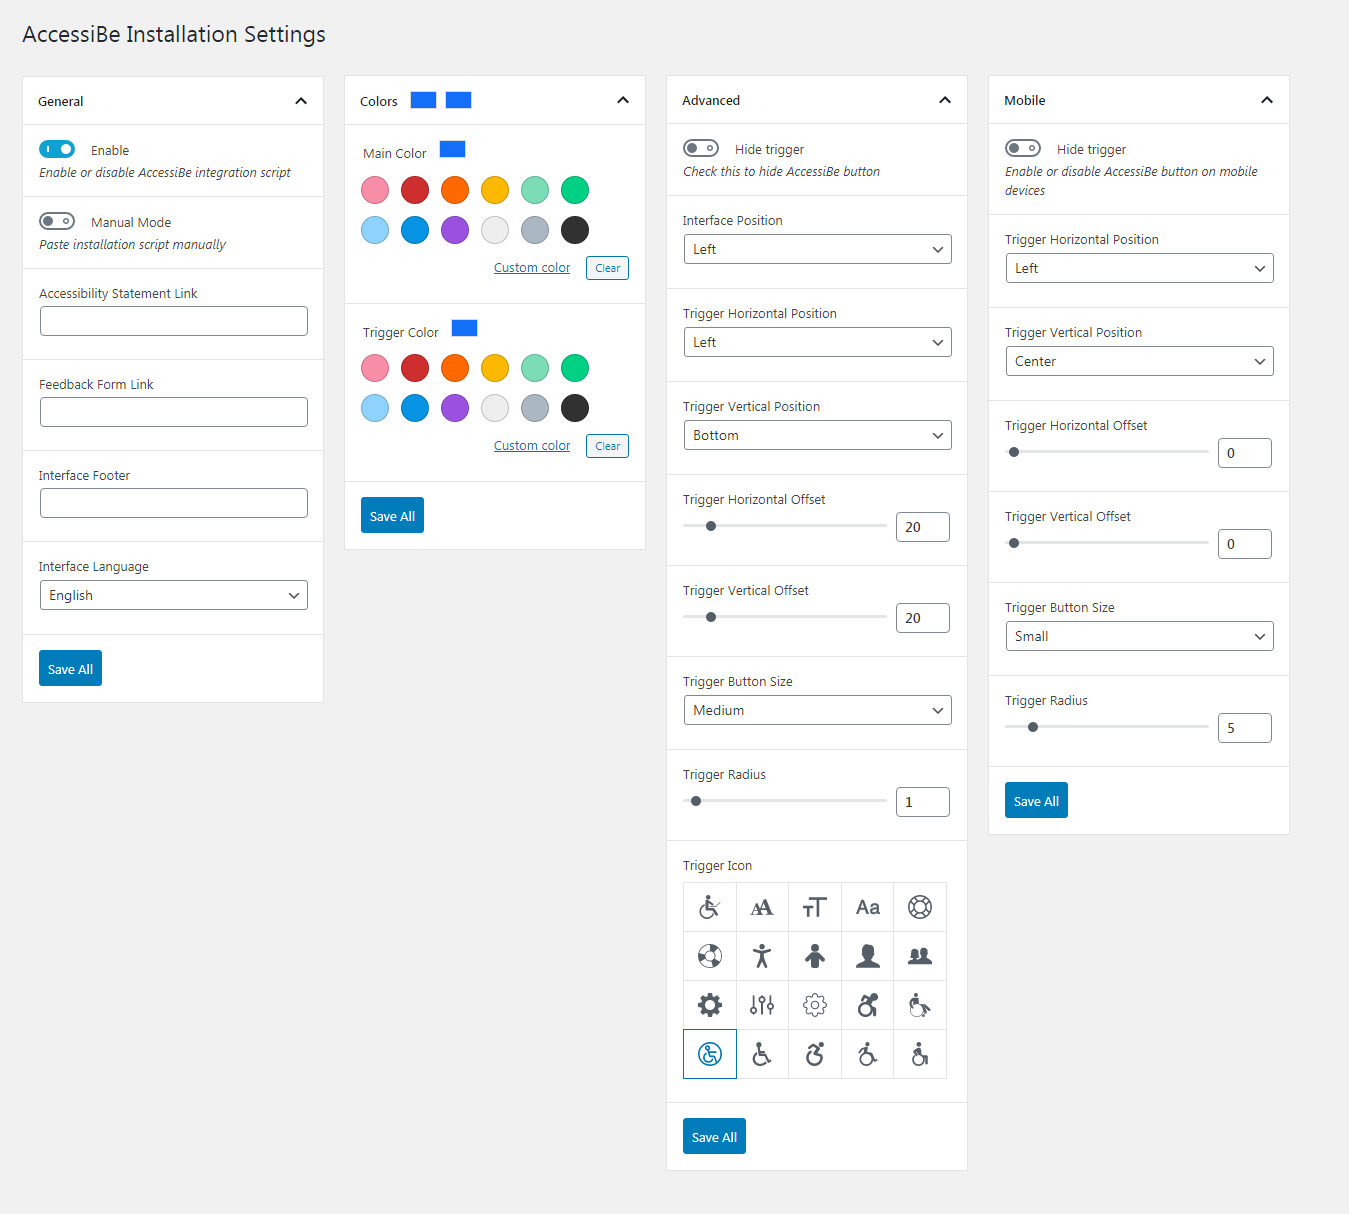 AccessiBe Installation Settings
General
Enable
Enable or disable AccessiBe integration script
Manual Mode
Paste installation script manually
Accessibility Statement Link
Feedback Form Link
Interface Footer
Interface Language
English
Save All
Colors
Main Color
Custom color
Clear
Trigger Color
Custom color
Clear
Save All
Advanced
Hide trigger
Check this to hide AccessiBe button
Interface Position
Left
Trigger Horizontal Position
Left
Trigger Vertical Position
Bottom
Trigger Horizontal Offset
20
Trigger Vertical Offset
20
Trigger Button Size
Medium
Trigger Radius
1
Trigger Icon
AA
TT
Aa
Save All
Mobile
Hide trigger
Enable or disable AccessiBe button on mobile
devices
Trigger Horizontal Position
Left
Trigger Vertical Position
Center
Trigger Horizontal Offset
0
Trigger Vertical Offset
0
Trigger Button Size
Small
Trigger Radius
5
Save All